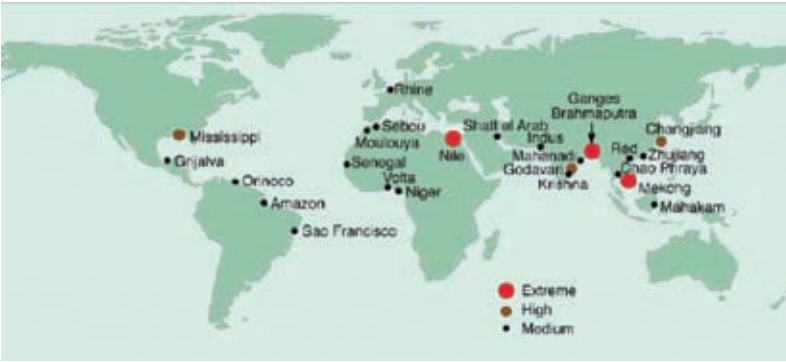 Rhine
Ganges
Brahmaputra
Mississippi
Sebou
Moulouya
Nile
Shatt el Arab
Indus
Changjiang
Grijalva
Senegal
Mahanadi
Godavari
Krishna
Red
Zhujiang
Chao Phraya
Mekong
Orinoco
Volta
Niger
Amazon
Mahakam
Sao Francisco
Extreme
High
Medium